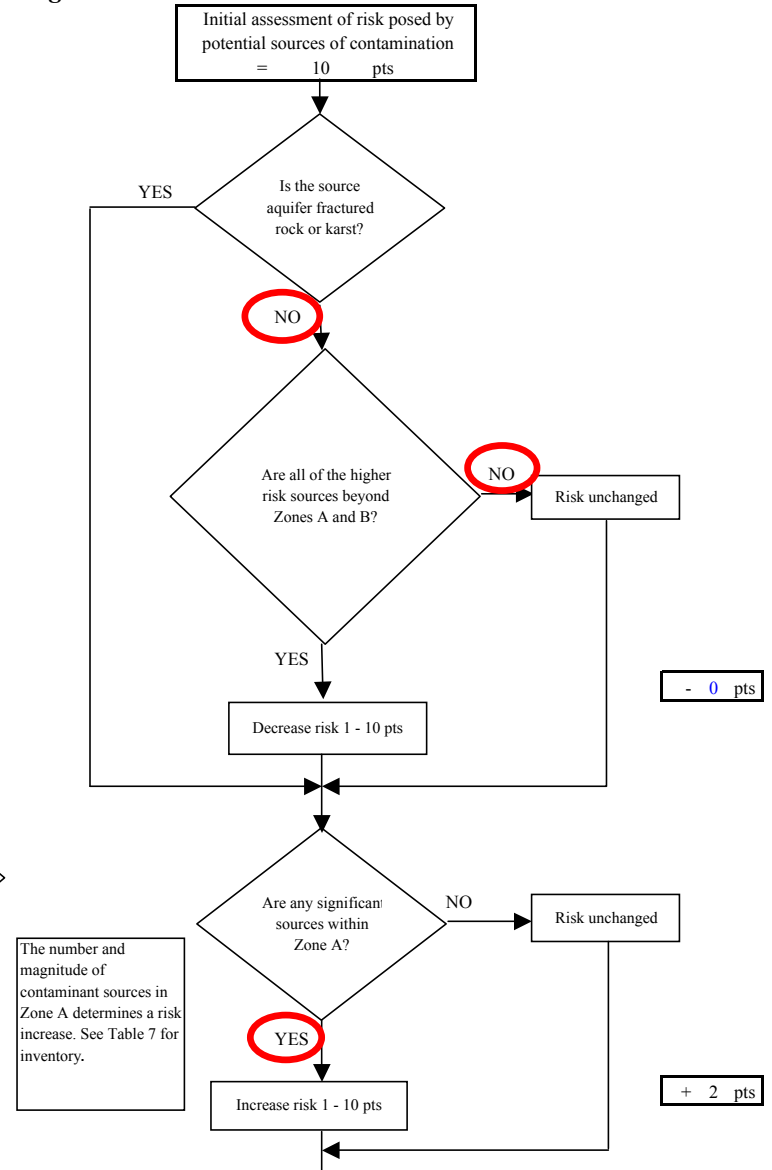 g
Initial assessment of risk posed by
potential sources of contamination
= 10 pts
Is the source
aquifer fractured
rock or karst?
YES
NO
Are all of the higher
risk sources beyond
Zones A and B?
NO
Risk unchanged
YES
- 0 pts
Decrease risk 1 - 10 pts
Are any significant
sources within
Zone A?
NO
Risk unchanged
The number and
magnitude of
contaminant sources in
Zone A determines a risk
increase. See Table 7 for
inventory.
YES
Increase risk 1 - 10 pts
+ 2 pts